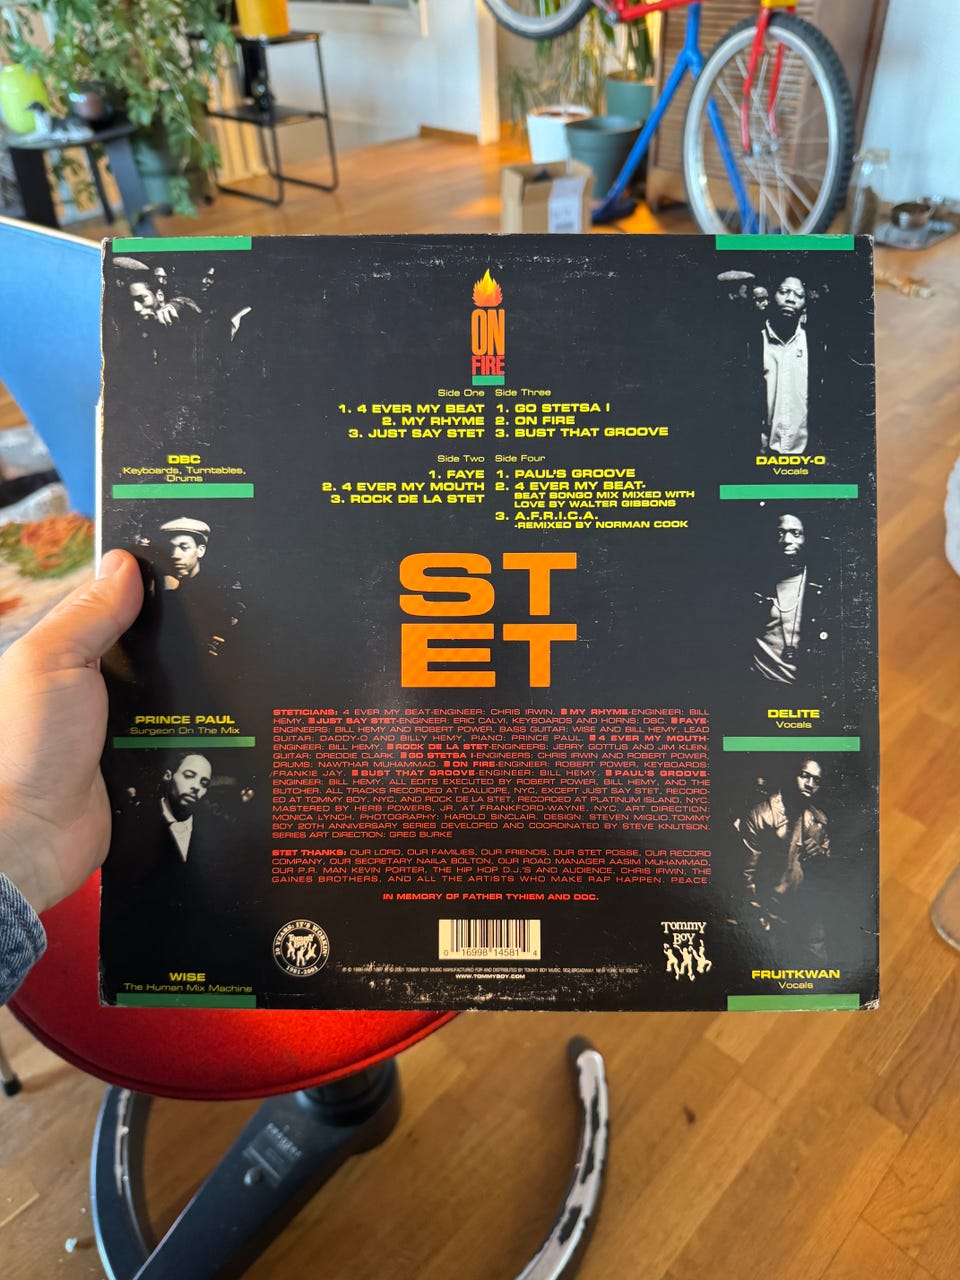 ON
FIRE
Side One
1. 4 EVER MY BEAT
2. MY RHYME
3. JUST SAY STET
Side Two
1. FAYE
2. 4 EVER MY MOUTH
3. ROCK DE LA STET
Side Three
1. GO STETSA I
2. ON FIRE
3. BUST THAT GROOVE
Side Four
1. PAUL'S GROOVE
2. 4 EVER MY BEAT-
BEAT BONGO MIX MIXED WITH
LOVE BY WALTER GIBBONS
3. A.F.R.I.C.A.
-REMIXED BY NORMAN COOK
DBC
Keyboards, Turntables,
Drums
DADDY-O
Vocals
ST
ET
PRINCE PAUL
Surgeon On The Mix
DELITE
Vocals
STETICIANS: 4 EVER MY BEAT-ENGINEER: CHRIS IRWIN. MY RHYME-ENGINEER: BILL
HEMY. JUST SAY STET-ENGINEER: ERIC CALVI, KEYBOARDS AND HORNS: DBC. FAYE-
ENGINEERS: BILL HEMY AND ROBERT POWER, BASS GUITAR: WISE AND BILL HEMY, LEAD
GUITAR: DADDY-O AND BILLY HEMY, PIANO: PRINCE PAUL. 4 EVER MY MOUTH-
ENGINEER: BILL HEMY. ROCK DE LA STET-ENGINEERS: JERRY GOTTUS AND JIM KLEIN,
GUITAR: DREDDIE CLARK. GO STETSA I-ENGINEERS: CHRIS IRWIN AND ROBERT POWER,
DRUMS: NAWTHAR MUHAMMAD. ON FIRE-ENGINEER: ROBERT POWER, KEYBOARDS:
FRANKIE JAY. BUST THAT GROOVE-ENGINEER: BILL HEMY. PAUL'S GROOVE-
ENGINEER: BILL HEMY. ALL EDITS EXECUTED BY ROBERT POWER, BILL HEMY, AND THE
BUTCHER. ALL TRACKS RECORDED AT CALLIOPE, NYC, EXCEPT JUST SAY STET, RECORD-
ED AT TOMMY BOY, NYC, AND ROCK DE LA STET, RECORDED AT PLATINUM ISLAND, NYC.
MASTERED BY HERB POWERS, JR. AT FRANKFORD-WAYNE, NYC. ART DIRECTION:
MONICA LYNCH. PHOTOGRAPHY: HAROLD SINCLAIR. DESIGN: STEVEN MIGLIO.TOMMY
BOY 20TH ANNIVERSARY SERIES DEVELOPED AND COORDINATED BY STEVE KNUTSON.
SERIES ART DIRECTION: GREG BURKE
STET THANKS: OUR LORD, OUR FAMILIES, OUR FRIENDS, OUR STET POSSE, OUR RECORD
COMPANY, OUR SECRETARY NAILA BOLTON, OUR ROAD MANAGER AASIM MUHAMMAD,
OUR P.R. MAN KEVIN PORTER, THE HIP HOP D.J.'S AND AUDIENCE, CHRIS IRWIN, THE
GAINES BROTHERS, AND ALL THE ARTISTS WHO MAKE RAP HAPPEN. PEACE.
IN MEMORY OF FATHER TYHIEM AND DOC.
20 YEARS: IT'S WORKIN'
Tommy
Boy
1981-2001
0 16998 14581 4
Tommy
Boy
WWW.TOMMYBOY.COM
WISE
The Human Mix Machine
FRUITKWAN
Vocals